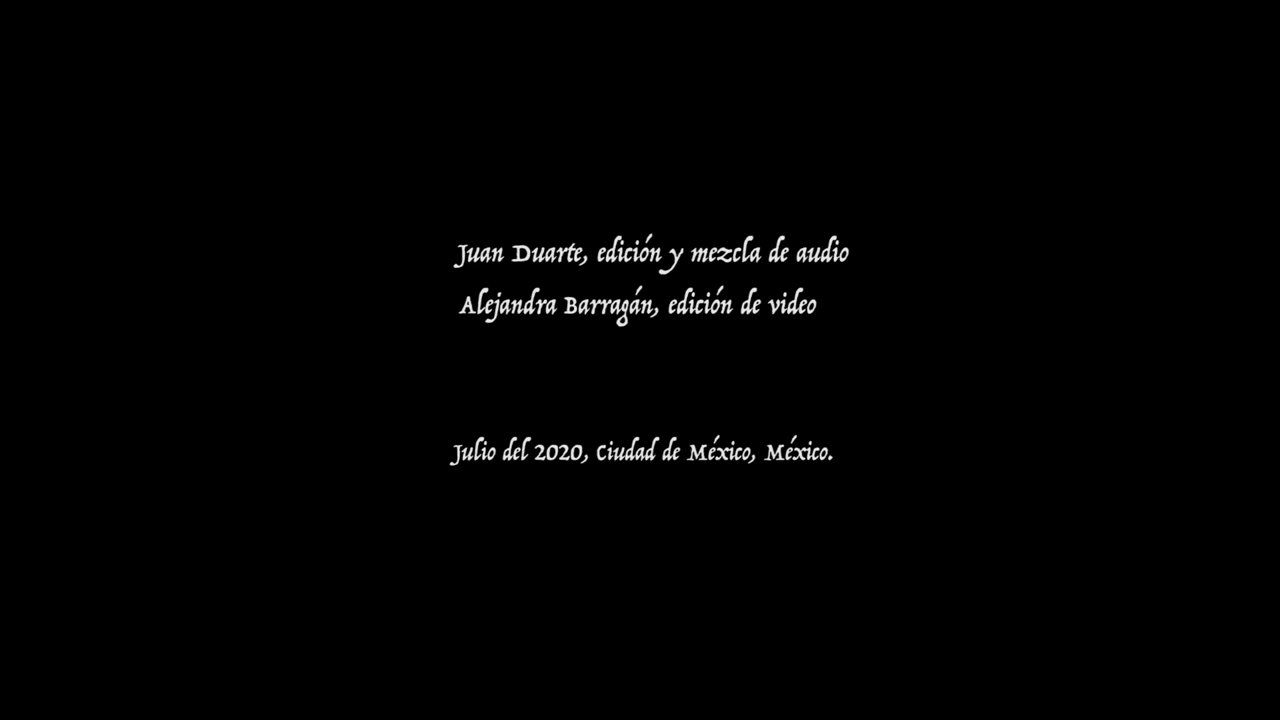 Juan Duarte, edición y mezcla de audio
Alejandra Barragán, edición de video
Julio del 2020, Ciudad de México, México.